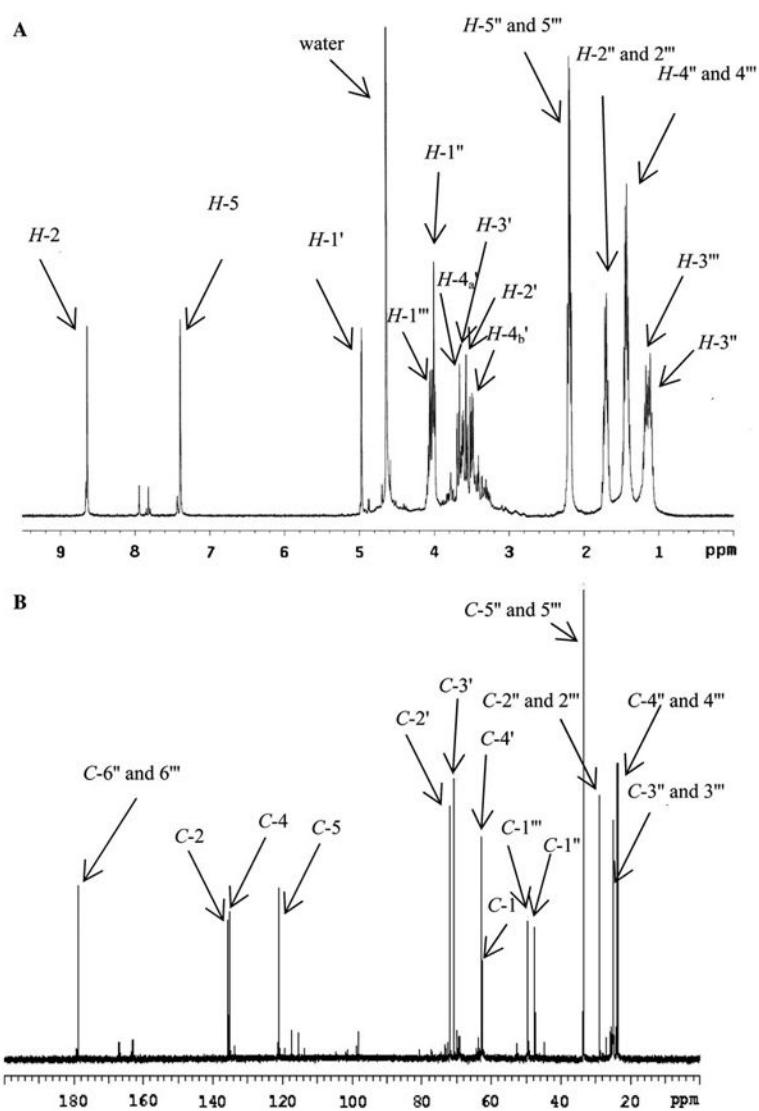 A
water
H-5" and 5'"
H-2" and 2'"
H-4" and 4'"
H-1"
H-2
H-5
H-1'
H-3'
H-4a'
H-2'
H-3'"
H-1'"
H-4b'
H-3"
9 8 7 6 5 4 3 2 1 ppm
B
C-5" and 5'"
C-3'
C-2'
C-2" and 2'"
C-4" and 4'"
C-4'
C-6" and 6'"
C-3" and 3'"
C-2
C-4
C-5
C-1'"
C-1"
C-1
180 160 140 120 100 80 60 40 20 ppm